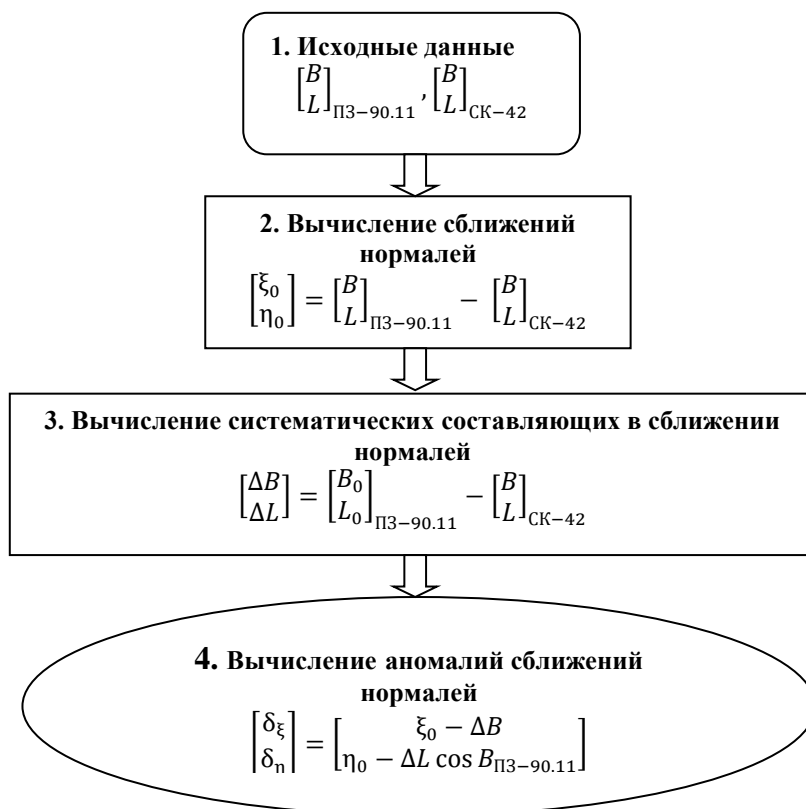 1. Исходные данные
[B L]ПЗ−90.11 , [B L]СК−42
2. Вычисление сближений
нормалей
[ξ0 η0] = [B L]ПЗ−90.11 − [B L]СК−42
3. Вычисление систематических составляющих в сближении
нормалей
[ΔB ΔL] = [B0 L0]ПЗ−90.11 − [B L]СК−42
4. Вычисление аномалий сближений
нормалей
[δξ δη] = [ξ0 − ΔB η0 − ΔL cos BПЗ−90.11]